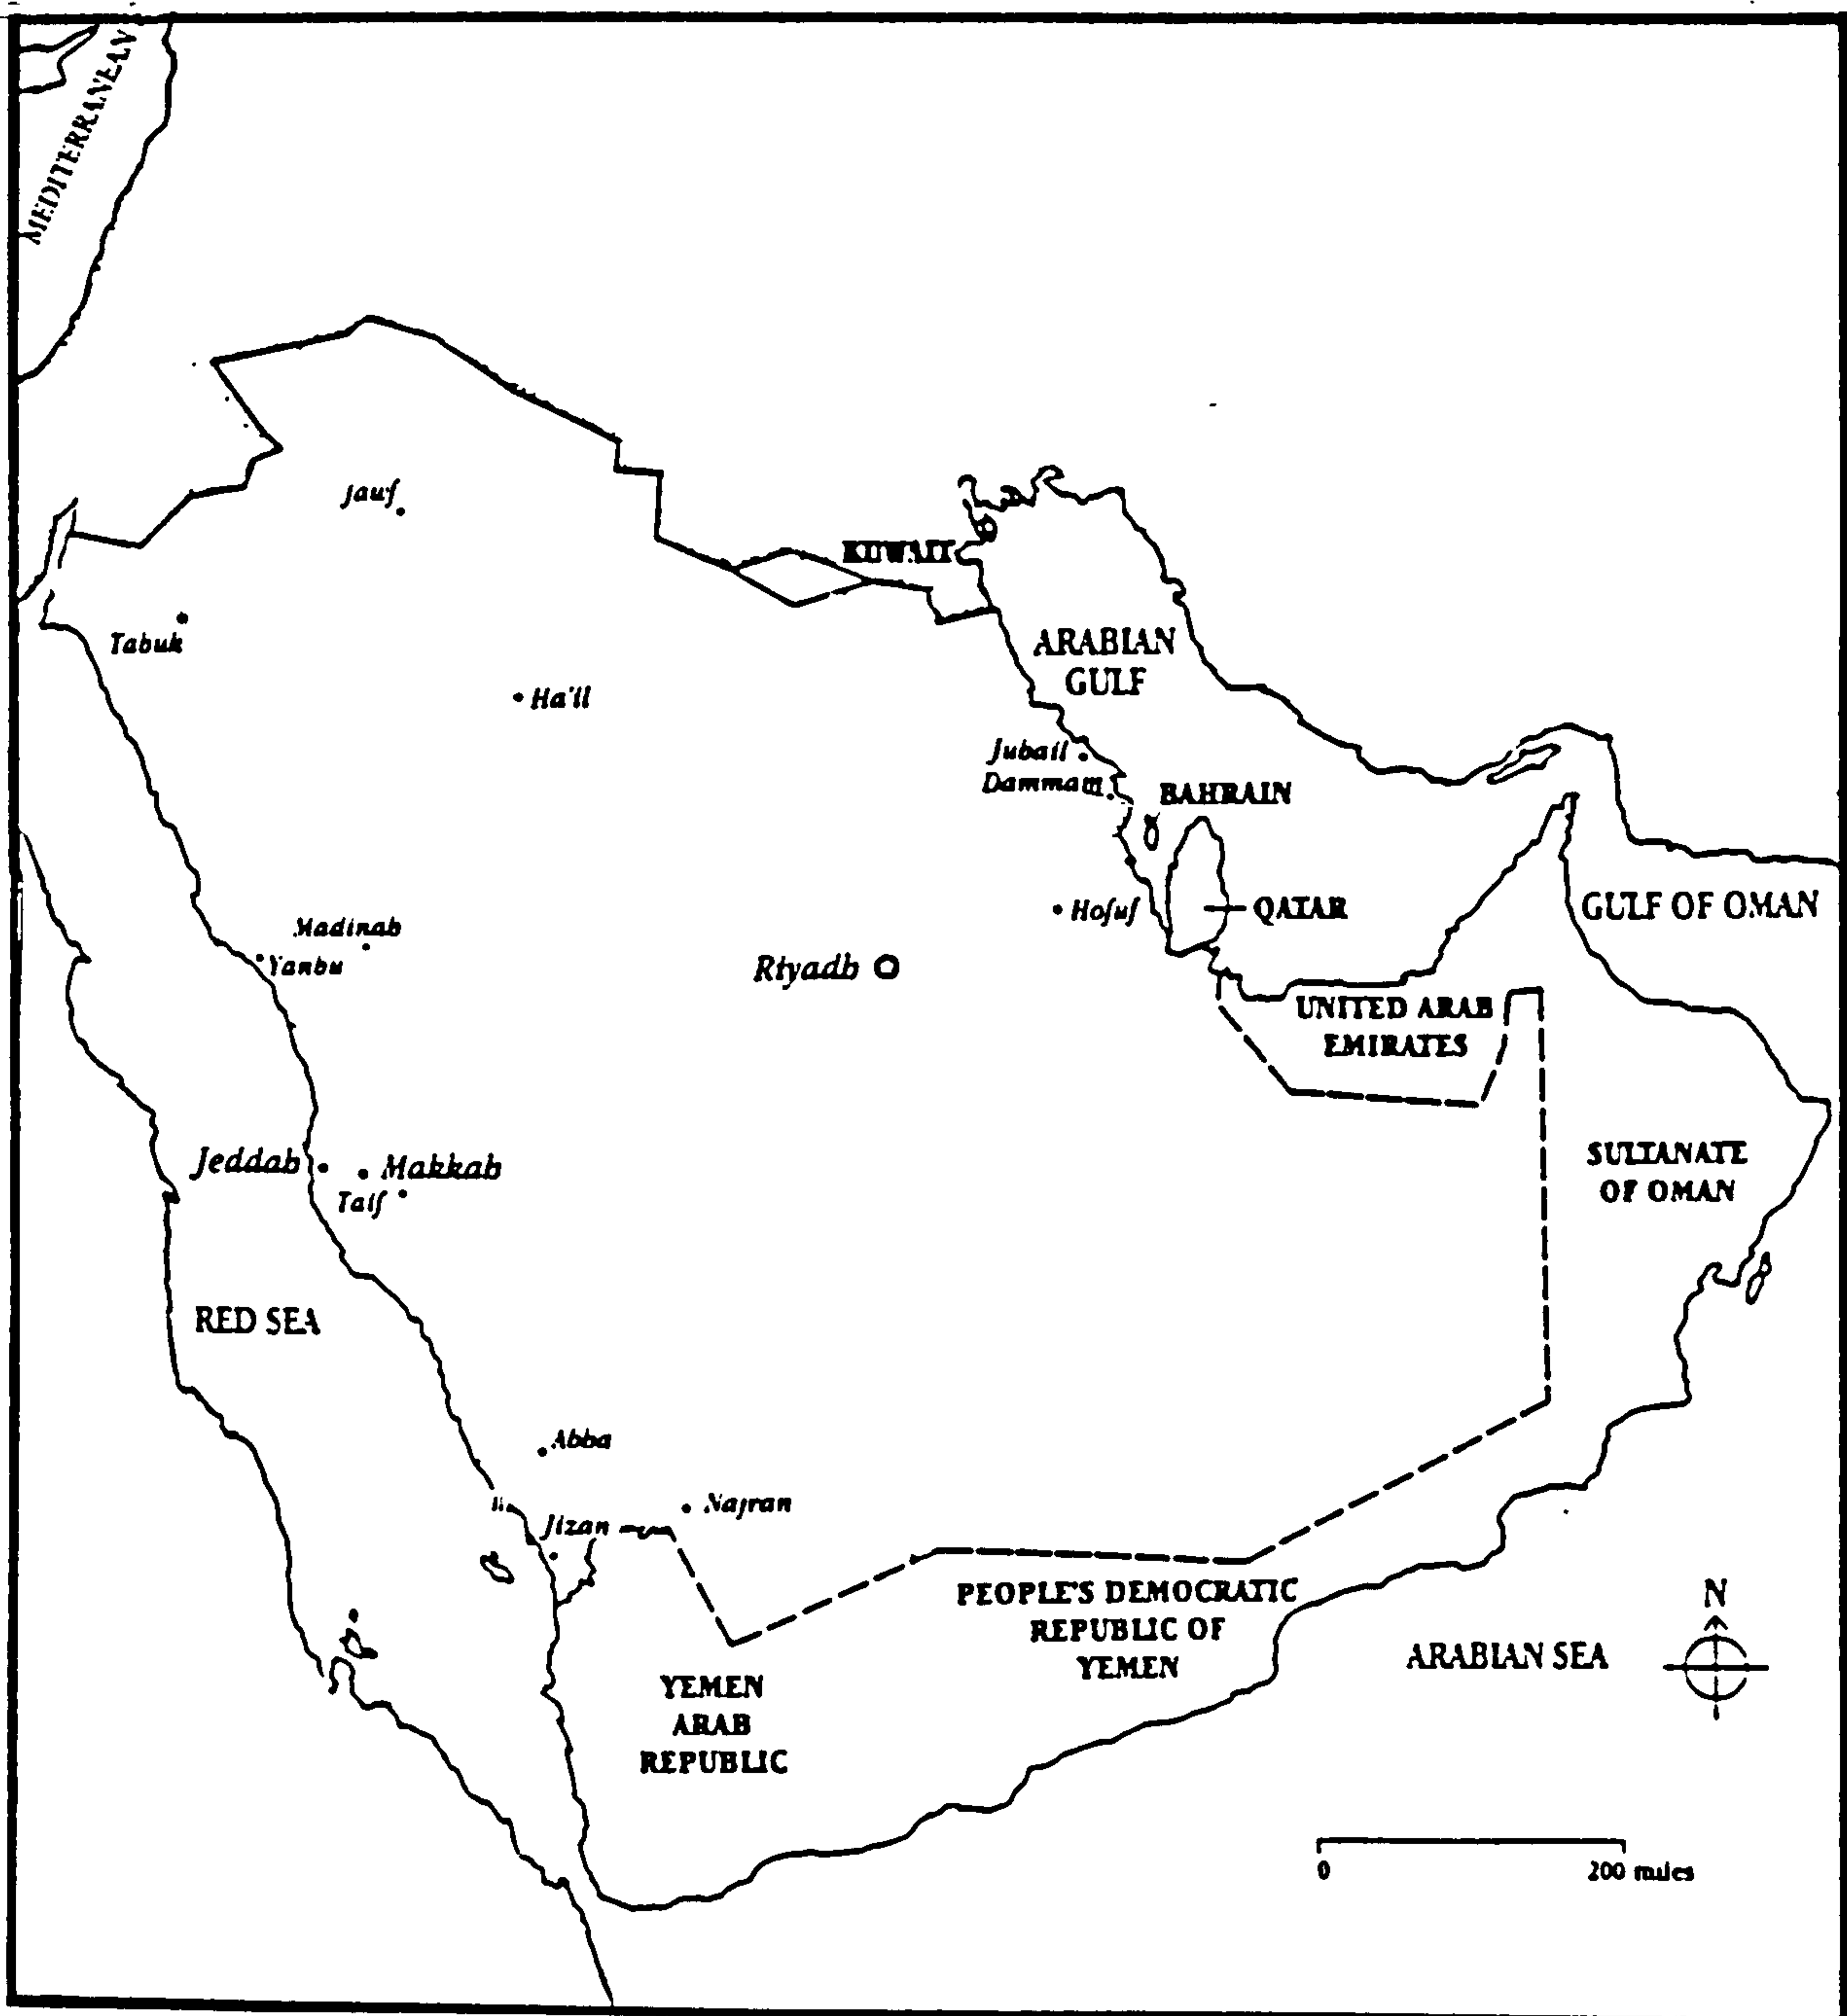 MEDITERRANEAN
Jauf
KUWAIT
Tabuk
ARABIAN
GULF
Ha'il
Jubail
Dammam
BAHRAIN
Hofuf
QATAR
GULF OF OMAN
Madinah
Yanbu
Riyadh
UNITED ARAB
EMIRATES
Jeddah
Makkah
Taif
SULTANATE
OF OMAN
RED SEA
Abha
Najran
Jizan
PEOPLE'S DEMOCRATIC
REPUBLIC OF
YEMEN
N
ARABIAN SEA
YEMEN
ARAB
REPUBLIC
0
200 miles